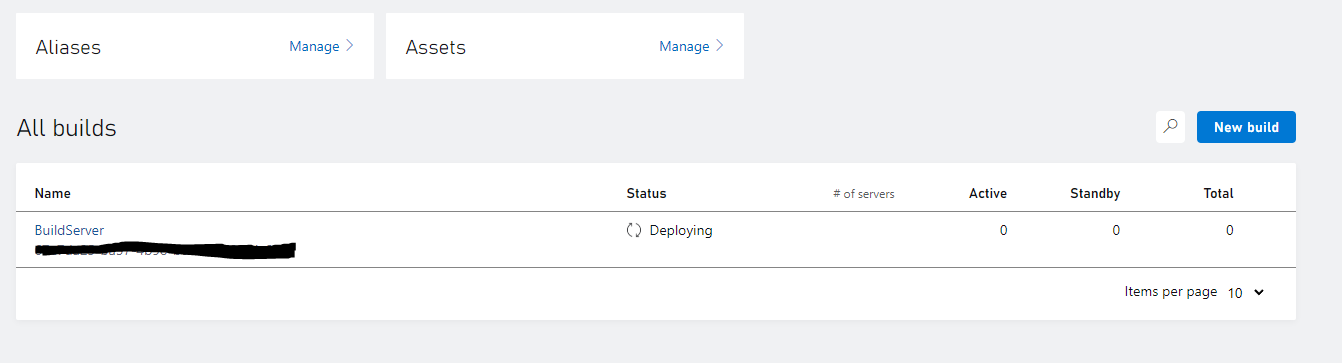 Aliases Manage
Assets Manage
All builds
New build
Name Status # of servers Active Standby Total
BuildServer Deploying 0 0 0
Items per page 10